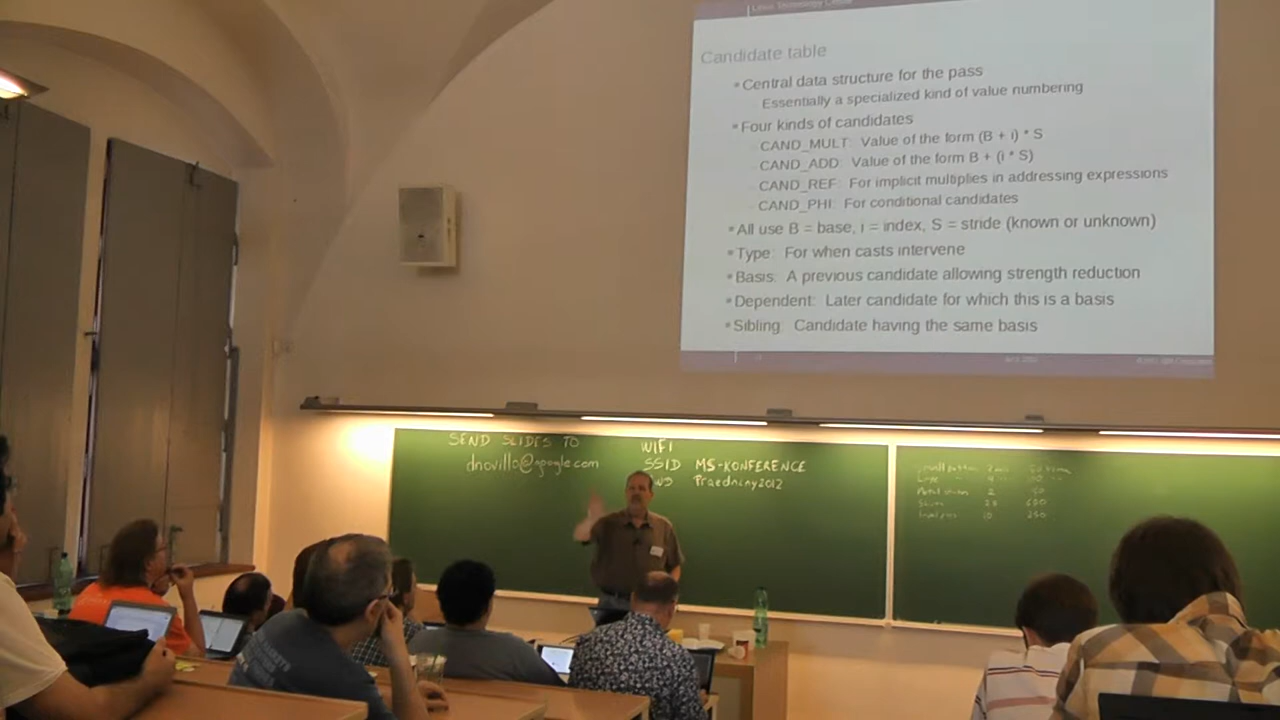 Linux Technology Center
Candidate table
Central data structure for the pass
Essentially a specialized kind of value numbering
Four kinds of candidates
CAND_MULT: Value of the form (B + i) * S
CAND_ADD: Value of the form B + (i * S)
CAND_REF: For implicit multiplies in addressing expressions
CAND_PHI: For conditional candidates
All use B = base, i = index, S = stride (known or unknown)
Type: For when casts intervene
Basis: A previous candidate allowing strength reduction
Dependent: Later candidate for which this is a basis
Sibling: Candidate having the same basis
SEND SLIDES TO
dnovillo@google.com
WIFI
SSID MS-KONFERENCE
Praedniny2012